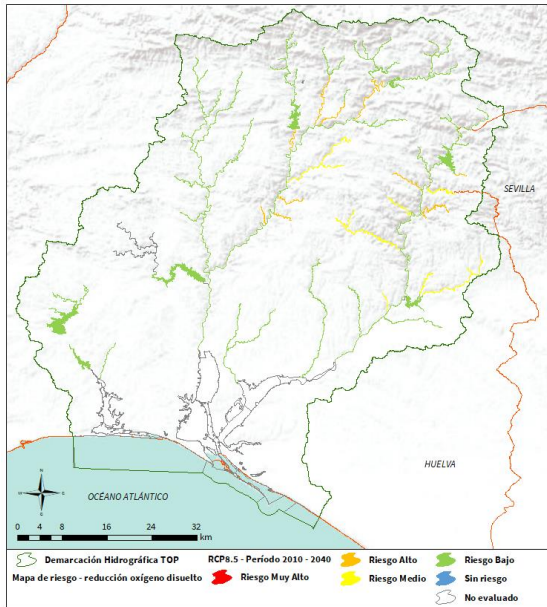 SEVILLA
HUELVA
OCÉANO ATLÁNTICO
N
0 4 8 16 24 32
km
Demarcación Hidrográfica TOP RCP8.5 - Período 2010 - 2040 Riesgo Alto Riesgo Bajo
Mapa de riesgo - reducción oxígeno disuelto Riesgo Muy Alto Riesgo Medio Sin riesgo
No evaluado